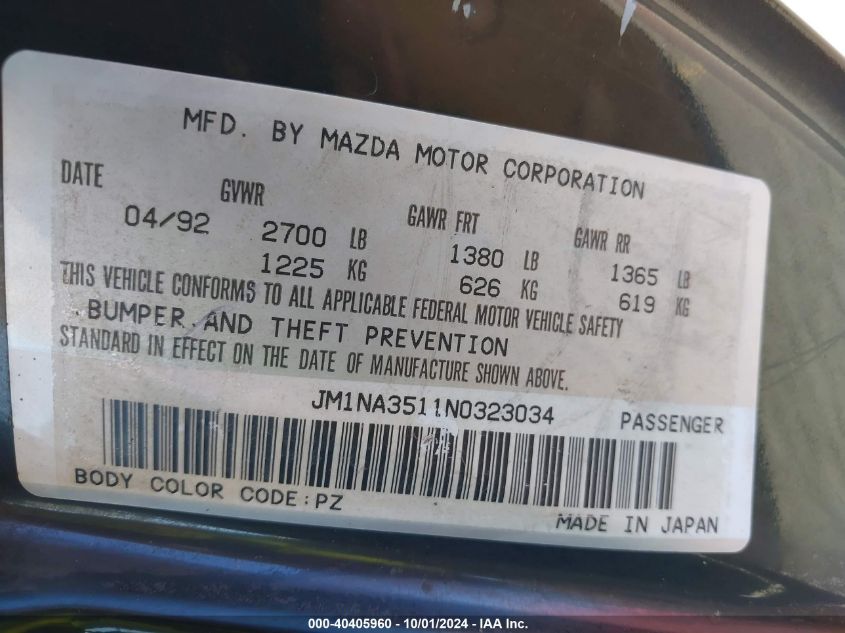 MFD. BY MAZDA MOTOR CORPORATION
DATE GVWR GAWR FRT GAWR RR
04/92 2700 LB 1380 LB 1365 LB
1225 KG 626 KG 619 KG
THIS VEHICLE CONFORMS TO ALL APPLICABLE FEDERAL MOTOR VEHICLE SAFETY
BUMPER AND THEFT PREVENTION
STANDARD IN EFFECT ON THE DATE OF MANUFACTURE SHOWN ABOVE.
JM1NA3511N0323034 PASSENGER
BODY COLOR CODE:PZ
MADE IN JAPAN
000-40405960 - 10/01/2024 - IAA Inc.